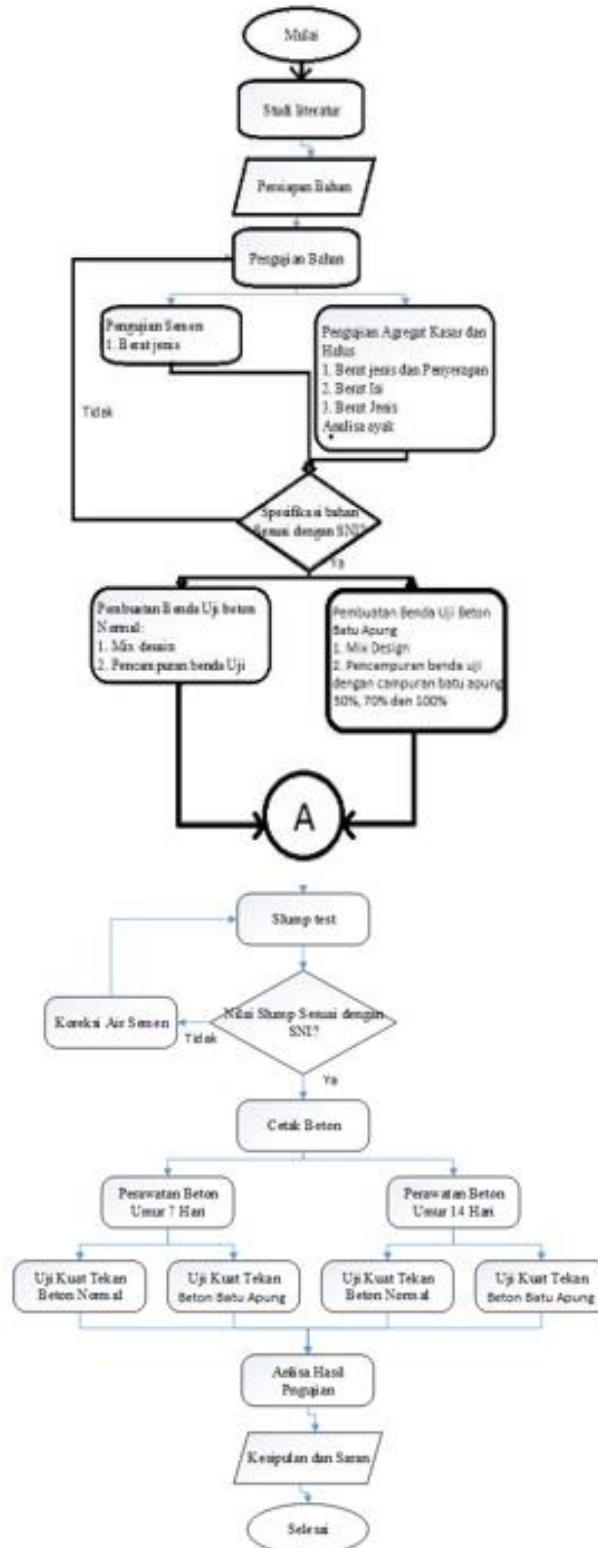 Mulai
Studi literatur
Persiapan Bahan
Pengujian Bahan
Pengujian Semen
1. Berat jenis
Pengujian Agregat Kasar dan
Halus
1. Berat jenis dan Penyerapan
2. Berat Isi
3. Berat Jenis
Analisa ayak
Tidak
Spesifikasi bahan
Sesuai dengan SNI?
Ya
Pembuatan Benda Uji beton
Normal:
1. Mix desain
2. Pencampuran benda Uji
Pembuatan Benda Uji Beton
Batu Apung
1. Mix Design
2. Pencampuran benda uji
dengan campuran batu apung
50%, 70% dan 100%
A
Slump test
Nilai Slump Sesuai dengan
SNI?
Koreksi Air Semen
Tidak
Ya
Cetak Beton
Perawatan Beton
Umur 7 Hari
Perawatan Beton
Umur 14 Hari
Uji Kuat Tekan
Beton Normal
Uji Kuat Tekan
Beton Batu Apung
Uji Kuat Tekan
Beton Normal
Uji Kuat Tekan
Beton Batu Apung
Anlisa Hasil
Pngujian
Kesipulan dan Saran
Selesai